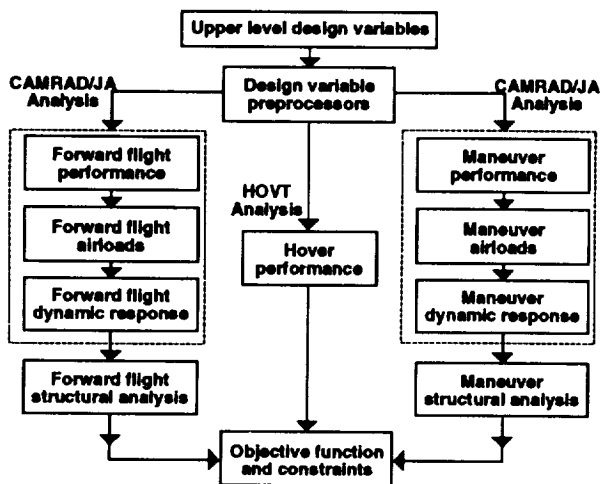 Upper level design variables
CAMRAD/JA
Analysis
Design variable
preprocessors
CAMRAD/JA
Analysis
Forward flight
performance
Forward flight
airloads
Forward flight
dynamic response
Forward flight
structural analysis
HOVT
Analysis
Hover
performance
Maneuver
performance
Maneuver
airloads
Maneuver
dynamic response
Maneuver
structural analysis
Objective function
and constraints